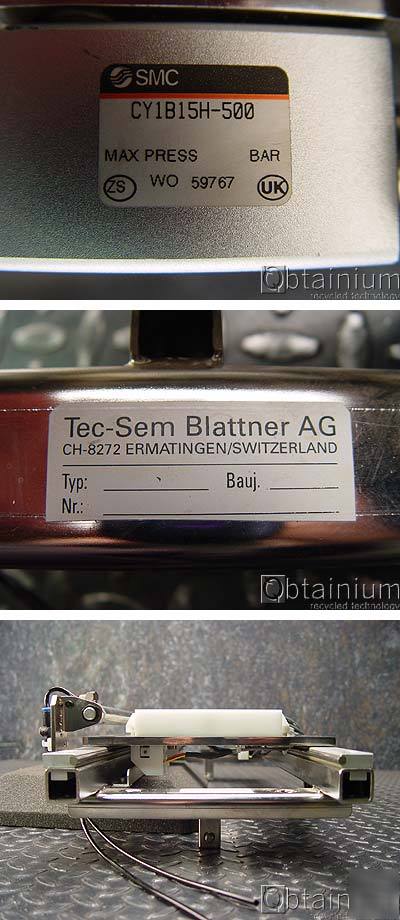 SMC
CY1B15H-500
MAX PRESS BAR
ZS WO 59767 UK
Obtainium
recycled technology
Tec-Sem Blattner AG
CH-8272 ERMATINGEN/SWITZERLAND
Typ: Bauj.
Nr.:
Obtainium
recycled technology
Obtain